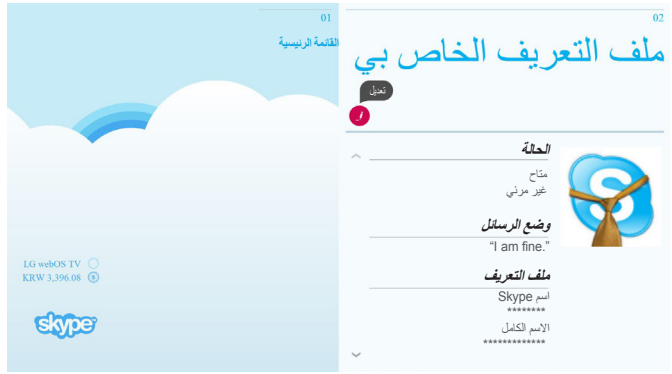 01
القائمة الرئيسية
LG webOS TV
KRW 3,396.08
skype
02
ملف التعريف الخاص بي
تعديل
الحالة
متاح
غير مرئي
وضع الرسائل
“I am fine.”
ملف التعريف
اسم Skype
********
الاسم الكامل
*************